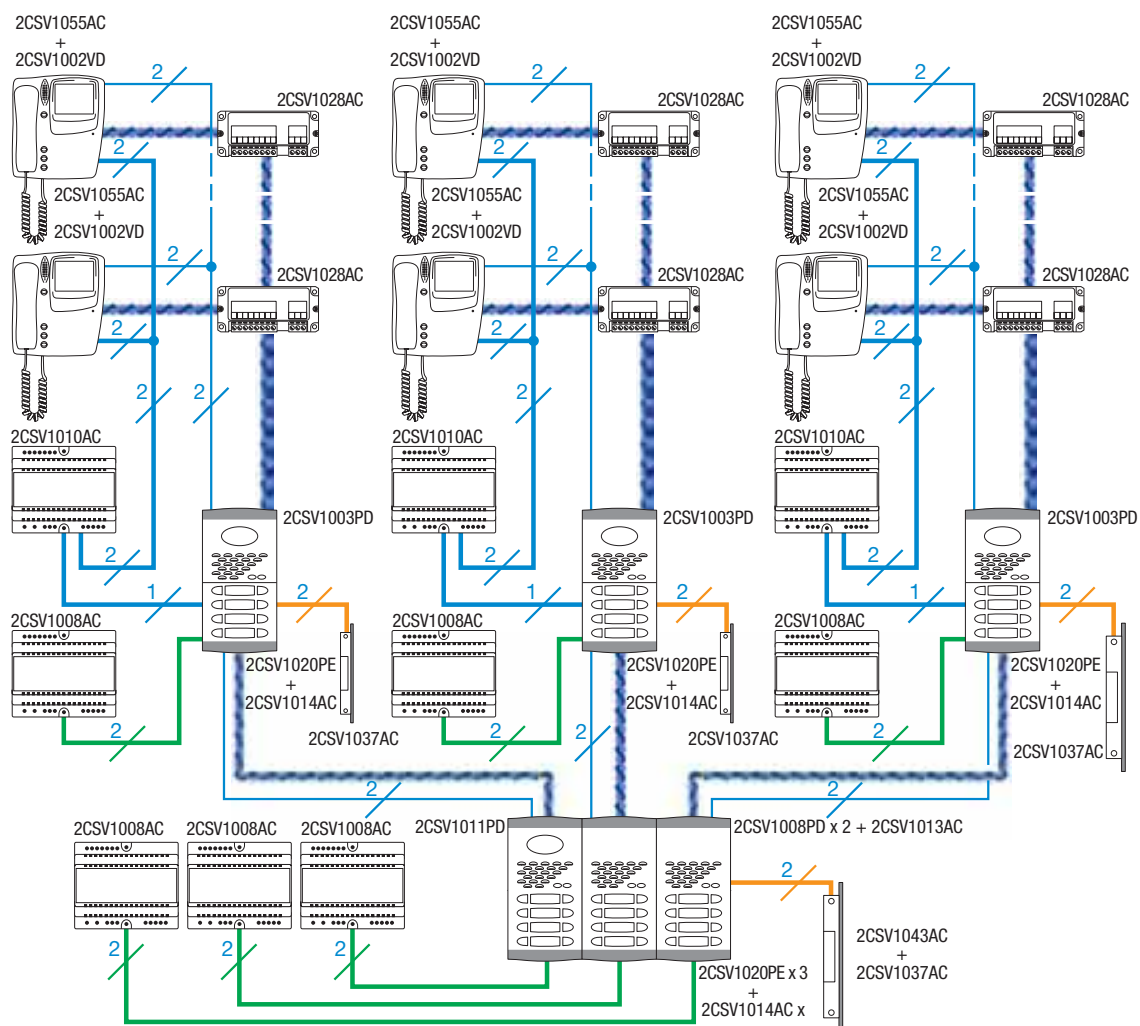 2CSV1055AC
+
2CSV1002VD
2CSV1055AC
+
2CSV1002VD
2CSV1055AC
+
2CSV1002VD
2
2
2
2CSV1028AC
2CSV1028AC
2CSV1028AC
2
2
2
2CSV1055AC
+
2CSV1002VD
2CSV1055AC
+
2CSV1002VD
2CSV1055AC
+
2CSV1002VD
2
2
2
2CSV1028AC
2CSV1028AC
2CSV1028AC
2
2
2
2
2
2
2
2CSV1010AC
2CSV1010AC
2CSV1010AC
2CSV1003PD
2CSV1003PD
2CSV1003PD
2
2
2
1
2
1
2
1
2
2CSV1008AC
2CSV1008AC
2CSV1008AC
2CSV1020PE
+
2CSV1014AC
2CSV1020PE
+
2CSV1014AC
2CSV1020PE
+
2CSV1014AC
2CSV1037AC
2CSV1037AC
2CSV1037AC
2
2
2
2
2
2
2CSV1008AC
2CSV1008AC
2CSV1008AC
2CSV1011PD
2CSV1008PD x 2 + 2CSV1013AC
2
2
2
2
2CSV1043AC
+
2CSV1037AC
2CSV1020PE x 3
+
2CSV1014AC x